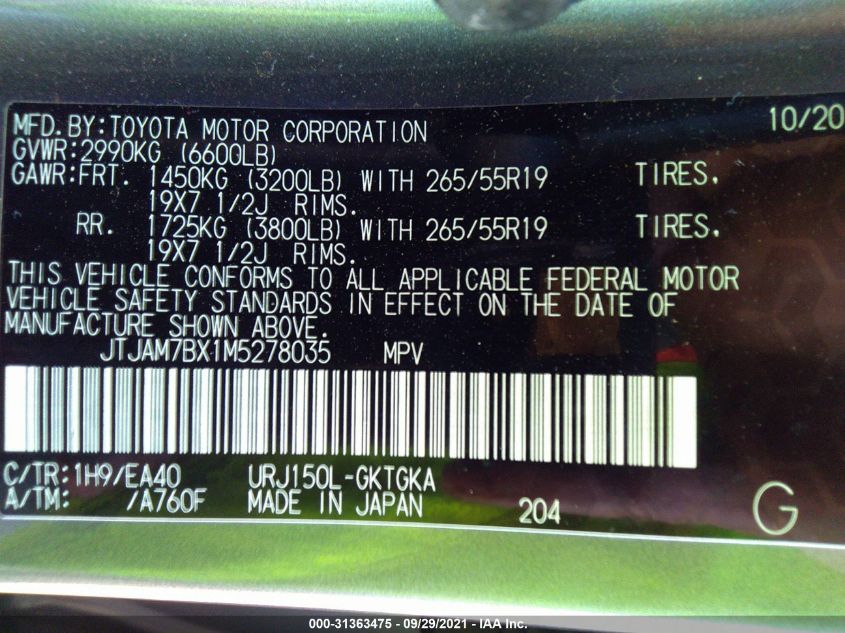 MFD.BY:TOYOTA MOTOR CORPORATION 10/20
GVWR:2990KG (6600LB)
GAWR:FRT. 1450KG (3200LB) WITH 265/55R19 TIRES.
19X7 1/2J RIMS.
RR. 1725KG (3800LB) WITH 265/55R19 TIRES.
19X7 1/2J RIMS.
THIS VEHICLE CONFORMS TO ALL APPLICABLE FEDERAL MOTOR
VEHICLE SAFETY STANDARDS IN EFFECT ON THE DATE OF
MANUFACTURE SHOWN ABOVE.
JTJAM7BX1M5278035 MPV
C/TR:1H9/EA40 URJ150L-GKTGKA
A/TM: /A760F MADE IN JAPAN 204 G
000-31363475 - 09/29/2021 - IAA Inc.